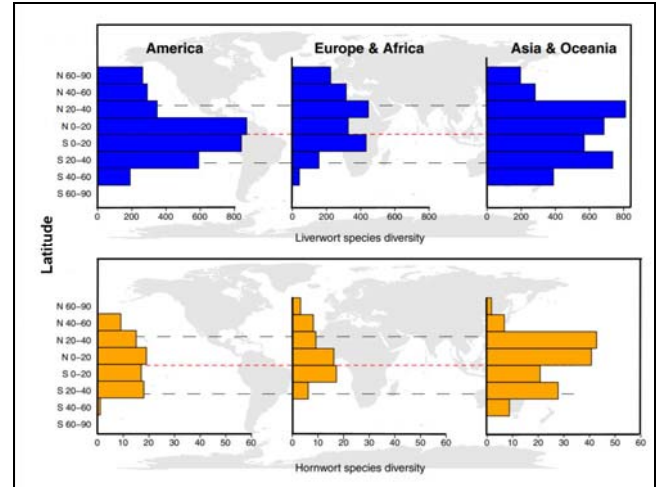 America Europe & Africa Asia & Oceania
N 60–90
N 40–60
N 20–40
N 0–20
S 0–20
S 20–40
S 40–60
S 60–90
0 200 400 600 800 0 200 400 600 800 0 200 400 600 800
Liverwort species diversity
Latitude
N 60–90
N 40–60
N 20–40
N 0–20
S 0–20
S 20–40
S 40–60
S 60–90
0 10 20 30 40 50 60 0 10 20 30 40 50 60 0 10 20 30 40 50 60
Hornwort species diversity